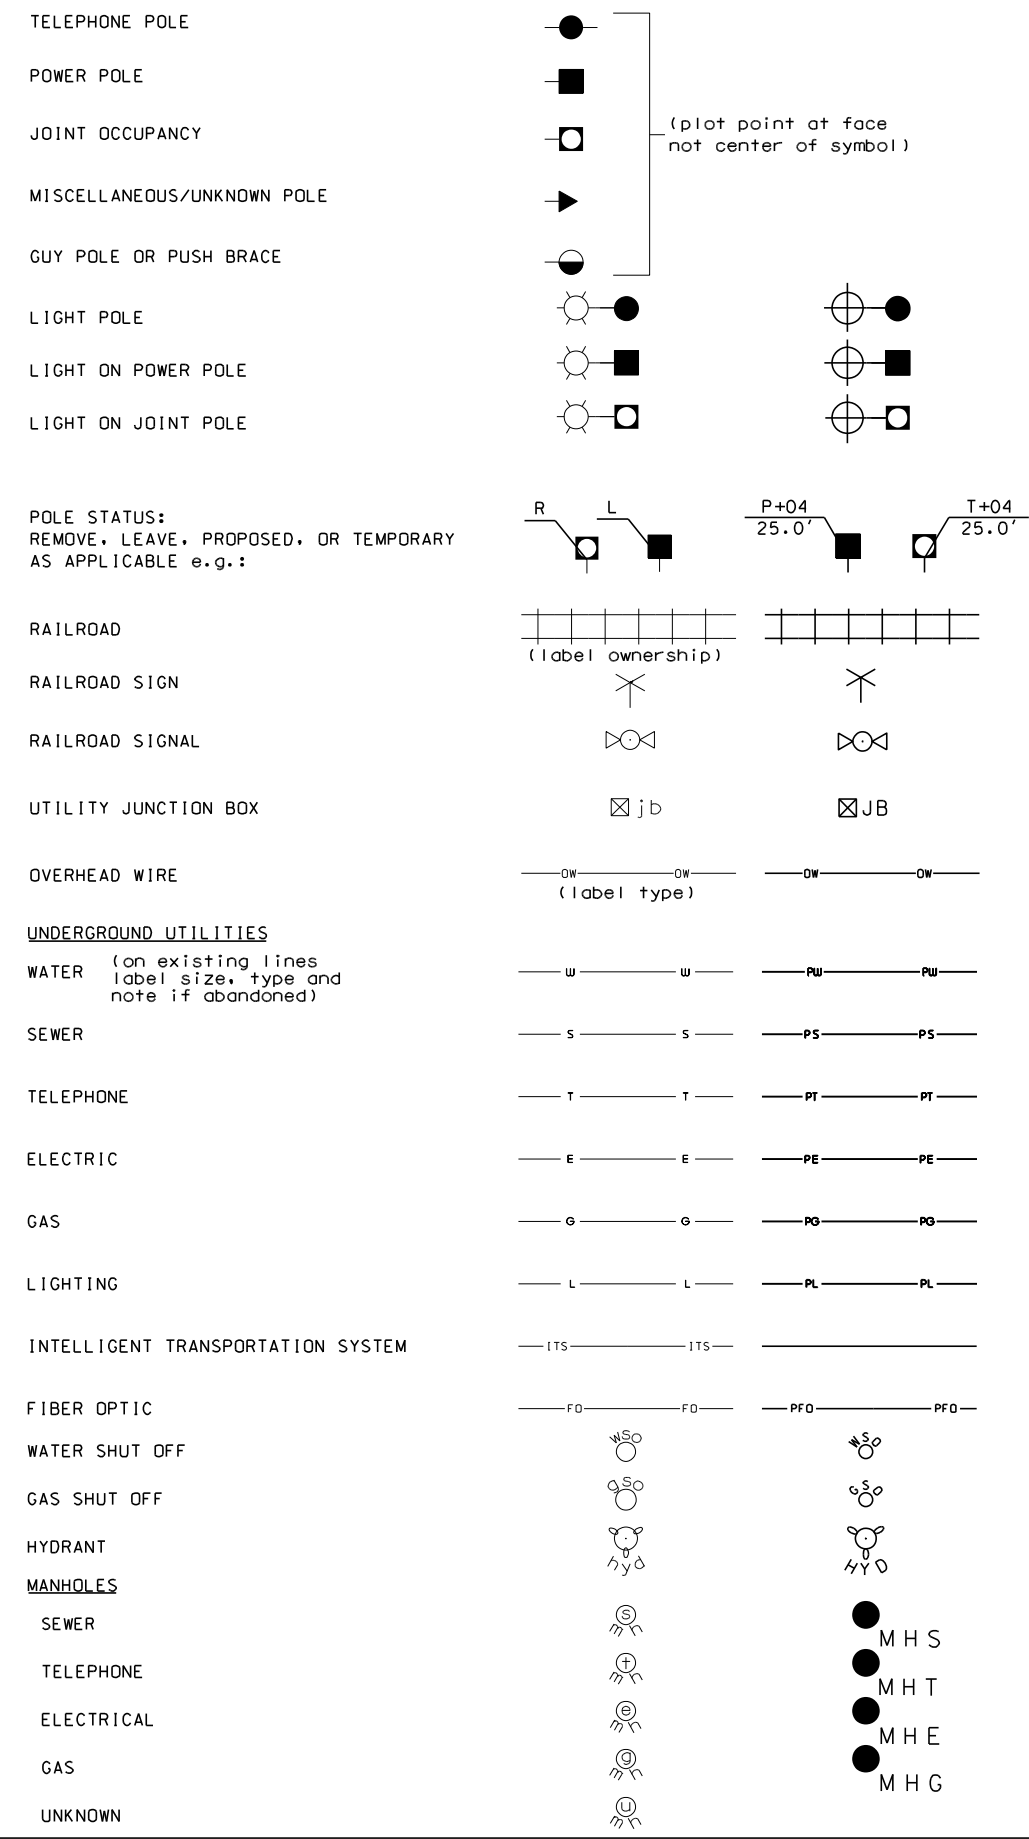 TELEPHONE POLE
POWER POLE
(plot point at face
not center of symbol)
JOINT OCCUPANCY
MISCELLANEOUS/UNKNOWN POLE
GUY POLE OR PUSH BRACE
LIGHT POLE
LIGHT ON POWER POLE
LIGHT ON JOINT POLE
POLE STATUS:
REMOVE, LEAVE, PROPOSED, OR TEMPORARY
AS APPLICABLE e.g.:
R L P+04 T+04
25.0' 25.0'
RAILROAD
(label ownership)
RAILROAD SIGN
RAILROAD SIGNAL
UTILITY JUNCTION BOX jb JB
OVERHEAD WIRE OW OW OW OW
(label type)
UNDERGROUND UTILITIES
WATER (on existing lines
label size, type and
note if abandoned)
W W PW PW
SEWER S S PS PS
TELEPHONE T T PT PT
ELECTRIC E E PE PE
GAS G G PG PG
LIGHTING L L PL PL
INTELLIGENT TRANSPORTATION SYSTEM ITS ITS
FIBER OPTIC FO FO PFO PFO
WATER SHUT OFF wso WSO
GAS SHUT OFF gso GSO
HYDRANT hyd HYD
MANHOLES
SEWER s mh MHS
TELEPHONE t mh MHT
ELECTRICAL e mh MHE
GAS g mh MHG
UNKNOWN u mh